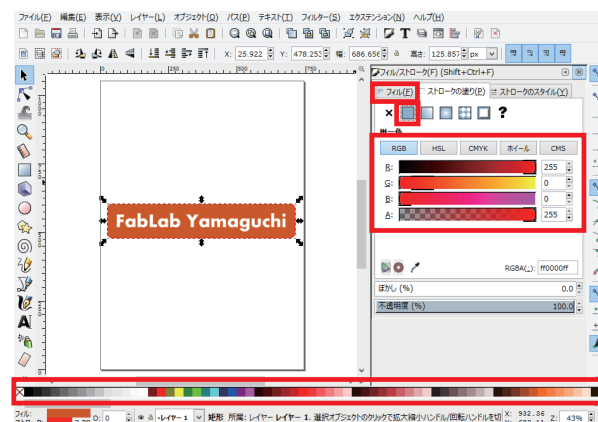 ファイル(F) 編集(E) 表示(V) レイヤー(L) オブジェクト(O) パス(P) テキスト(T) フィルター(S) エクステンション(N) ヘルプ(H)
X: 25.922 Y: 478.253 幅: 686.656 高さ: 125.857 px
フィル/ストローク(F) (Shift+Ctrl+F)
フィル(F) ストロークの塗り(P) ストロークのスタイル(Y)
?
単一色
RGB HSL CMYK ホイール CMS
R: 255
G: 0
B: 0
A: 255
RGBA(:): ff0000ff
ぼかし (%) 0.0
不透明度 (%) 100.0
250 500 750
FabLab Yamaguchi
フィル: O: 0 レイヤー 1 矩形 所属: レイヤー レイヤー 1. 選択オブジェクトのクリックで拡大縮小ハンドル/回転ハンドルを切 X: 932.86 Z: 43%